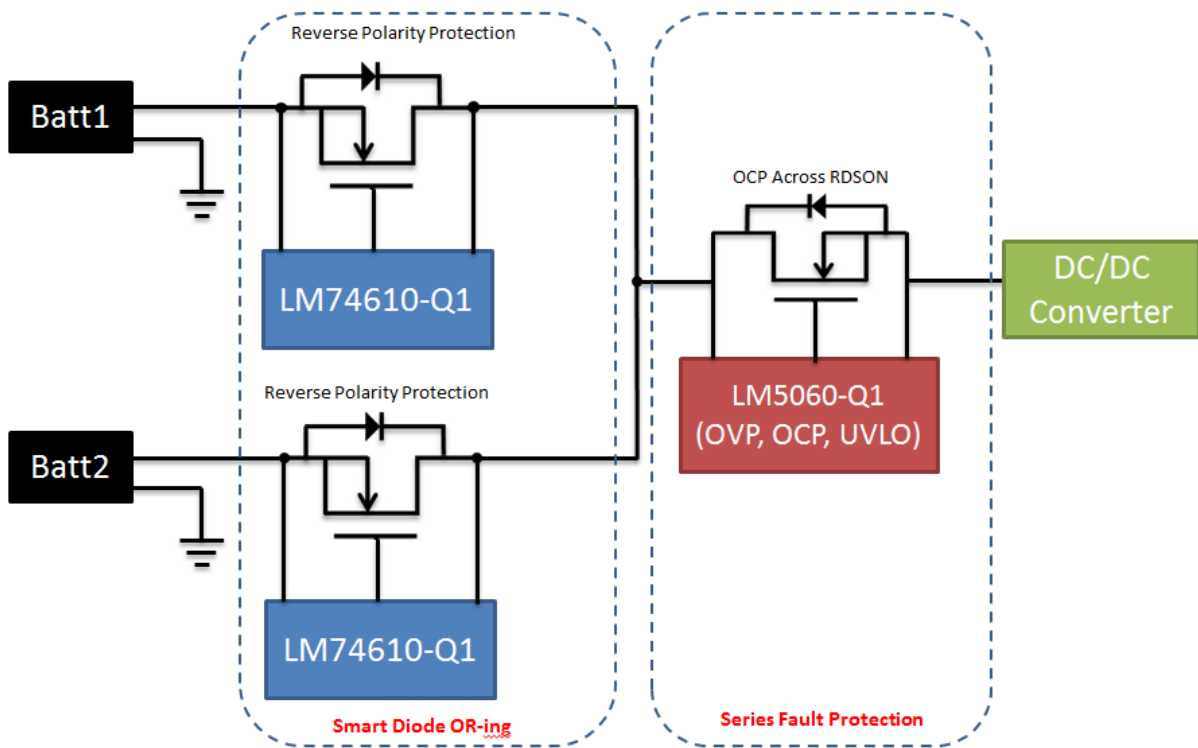 Reverse Polarity Protection
Batt1
LM74610-Q1
Reverse Polarity Protection
Batt2
LM74610-Q1
Smart Diode OR-ing
OCP Across RDSON
LM5060-Q1
(OVP, OCP, UVLO)
Series Fault Protection
DC/DC
Converter